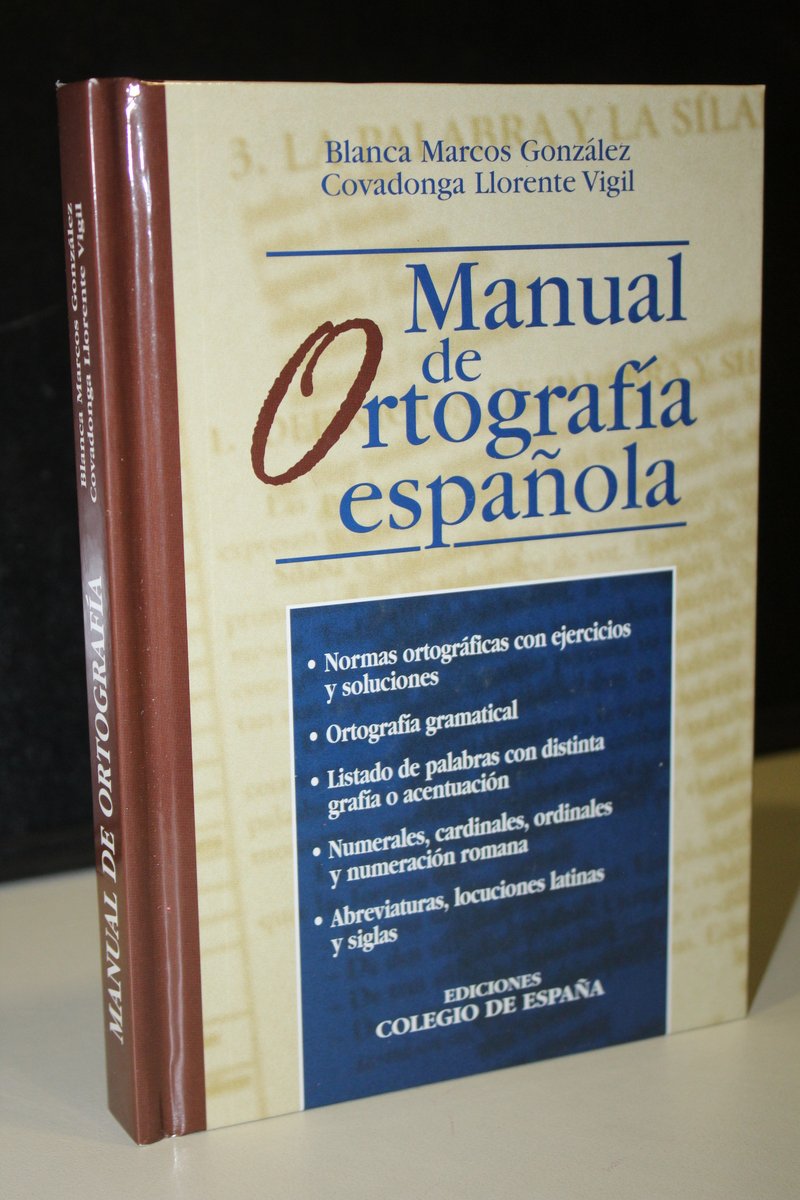 Blanca Marcos González
Covadonga Llorente Vigil
MANUAL DE ORTOGRAFÍA
3. LA PALABRA Y LA SÍLA
Blanca Marcos González
Covadonga Llorente Vigil
Manual
de
Ortografía
española
• Normas ortográficas con ejercicios
y soluciones
• Ortografía gramatical
• Listado de palabras con distinta
grafía o acentuación
• Numerales, cardinales, ordinales
y numeración romana
• Abreviaturas, locuciones latinas
y siglas
EDICIONES
COLEGIO DE ESPAÑA